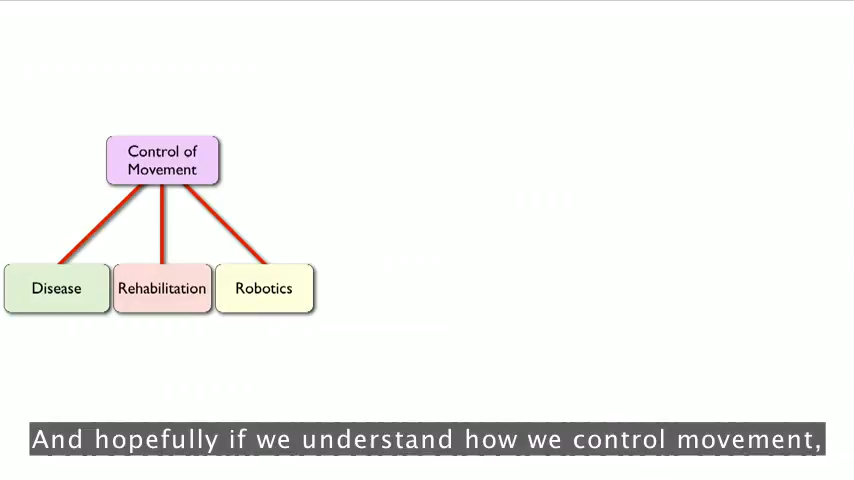 Control of
Movement
Disease
Rehabilitation
Robotics
And hopefully if we understand how we control movement,